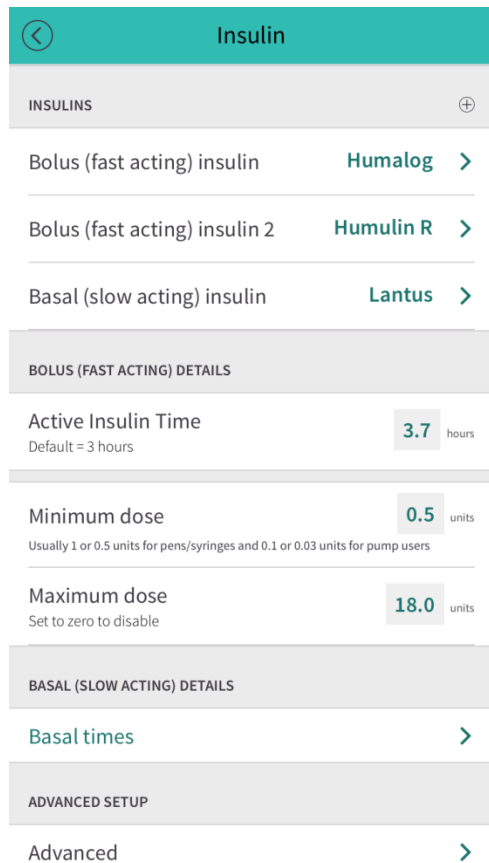 Insulin
INSULINS
Bolus (fast acting) insulin Humalog
Bolus (fast acting) insulin 2 Humulin R
Basal (slow acting) insulin Lantus
BOLUS (FAST ACTING) DETAILS
Active Insulin Time 3.7 hours
Default = 3 hours
Minimum dose 0.5 units
Usually 1 or 0.5 units for pens/syringes and 0.1 or 0.03 units for pump users
Maximum dose 18.0 units
Set to zero to disable
BASAL (SLOW ACTING) DETAILS
Basal times
ADVANCED SETUP
Advanced